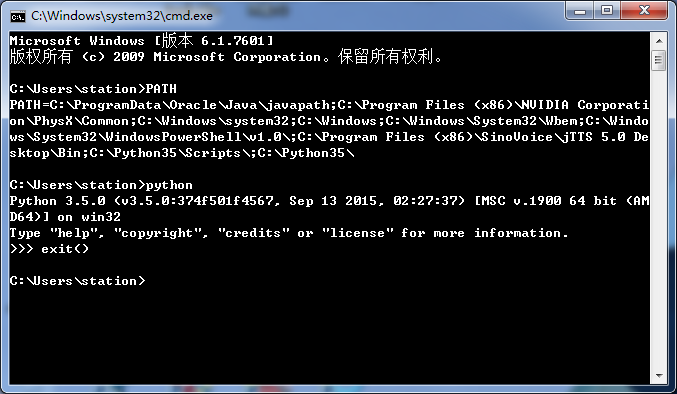 C:\Windows\system32\cmd.exe
Microsoft Windows [版本 6.1.7601]
版权所有 (c) 2009 Microsoft Corporation。保留所有权利。
C:\Users\station>PATH
PATH=C:\ProgramData\Oracle\Java\javapath;C:\Program Files (x86)\NVIDIA Corporati
on\PhysX\Common;C:\Windows\system32;C:\Windows;C:\Windows\System32\Wbem;C:\Windo
ws\System32\WindowsPowerShell\v1.0\;C:\Program Files (x86)\SinoVoice\jTTS 5.0 De
sktop\Bin;C:\Python35\Scripts\;C:\Python35\
C:\Users\station>python
Python 3.5.0 (v3.5.0:374f501f4567, Sep 13 2015, 02:27:37) [MSC v.1900 64 bit (AM
D64)] on win32
Type "help", "copyright", "credits" or "license" for more information.
>>> exit()
C:\Users\station>